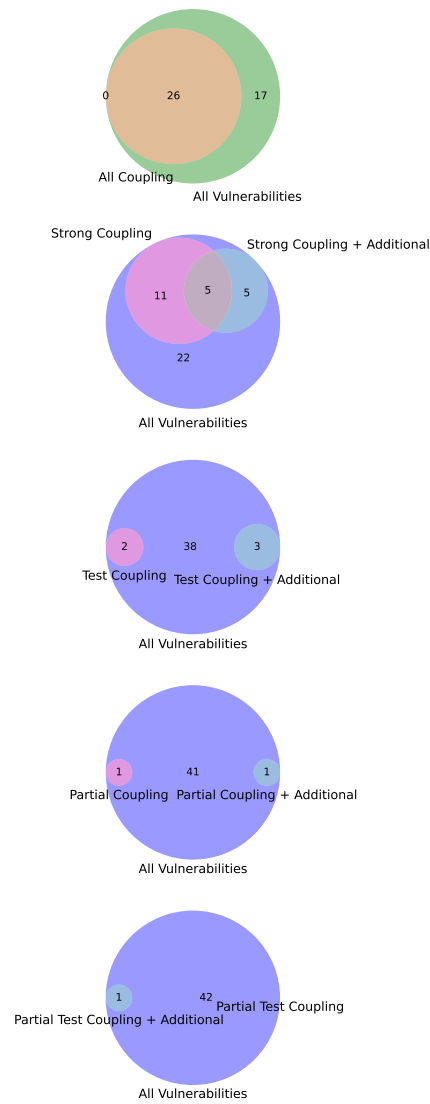 0
26
17
All Coupling
All Vulnerabilities
Strong Coupling
Strong Coupling + Additional
11
5
5
22
All Vulnerabilities
2
38
3
Test Coupling
Test Coupling + Additional
All Vulnerabilities
1
41
1
Partial Coupling
Partial Coupling + Additional
All Vulnerabilities
1
42
Partial Test Coupling
Partial Test Coupling + Additional
All Vulnerabilities